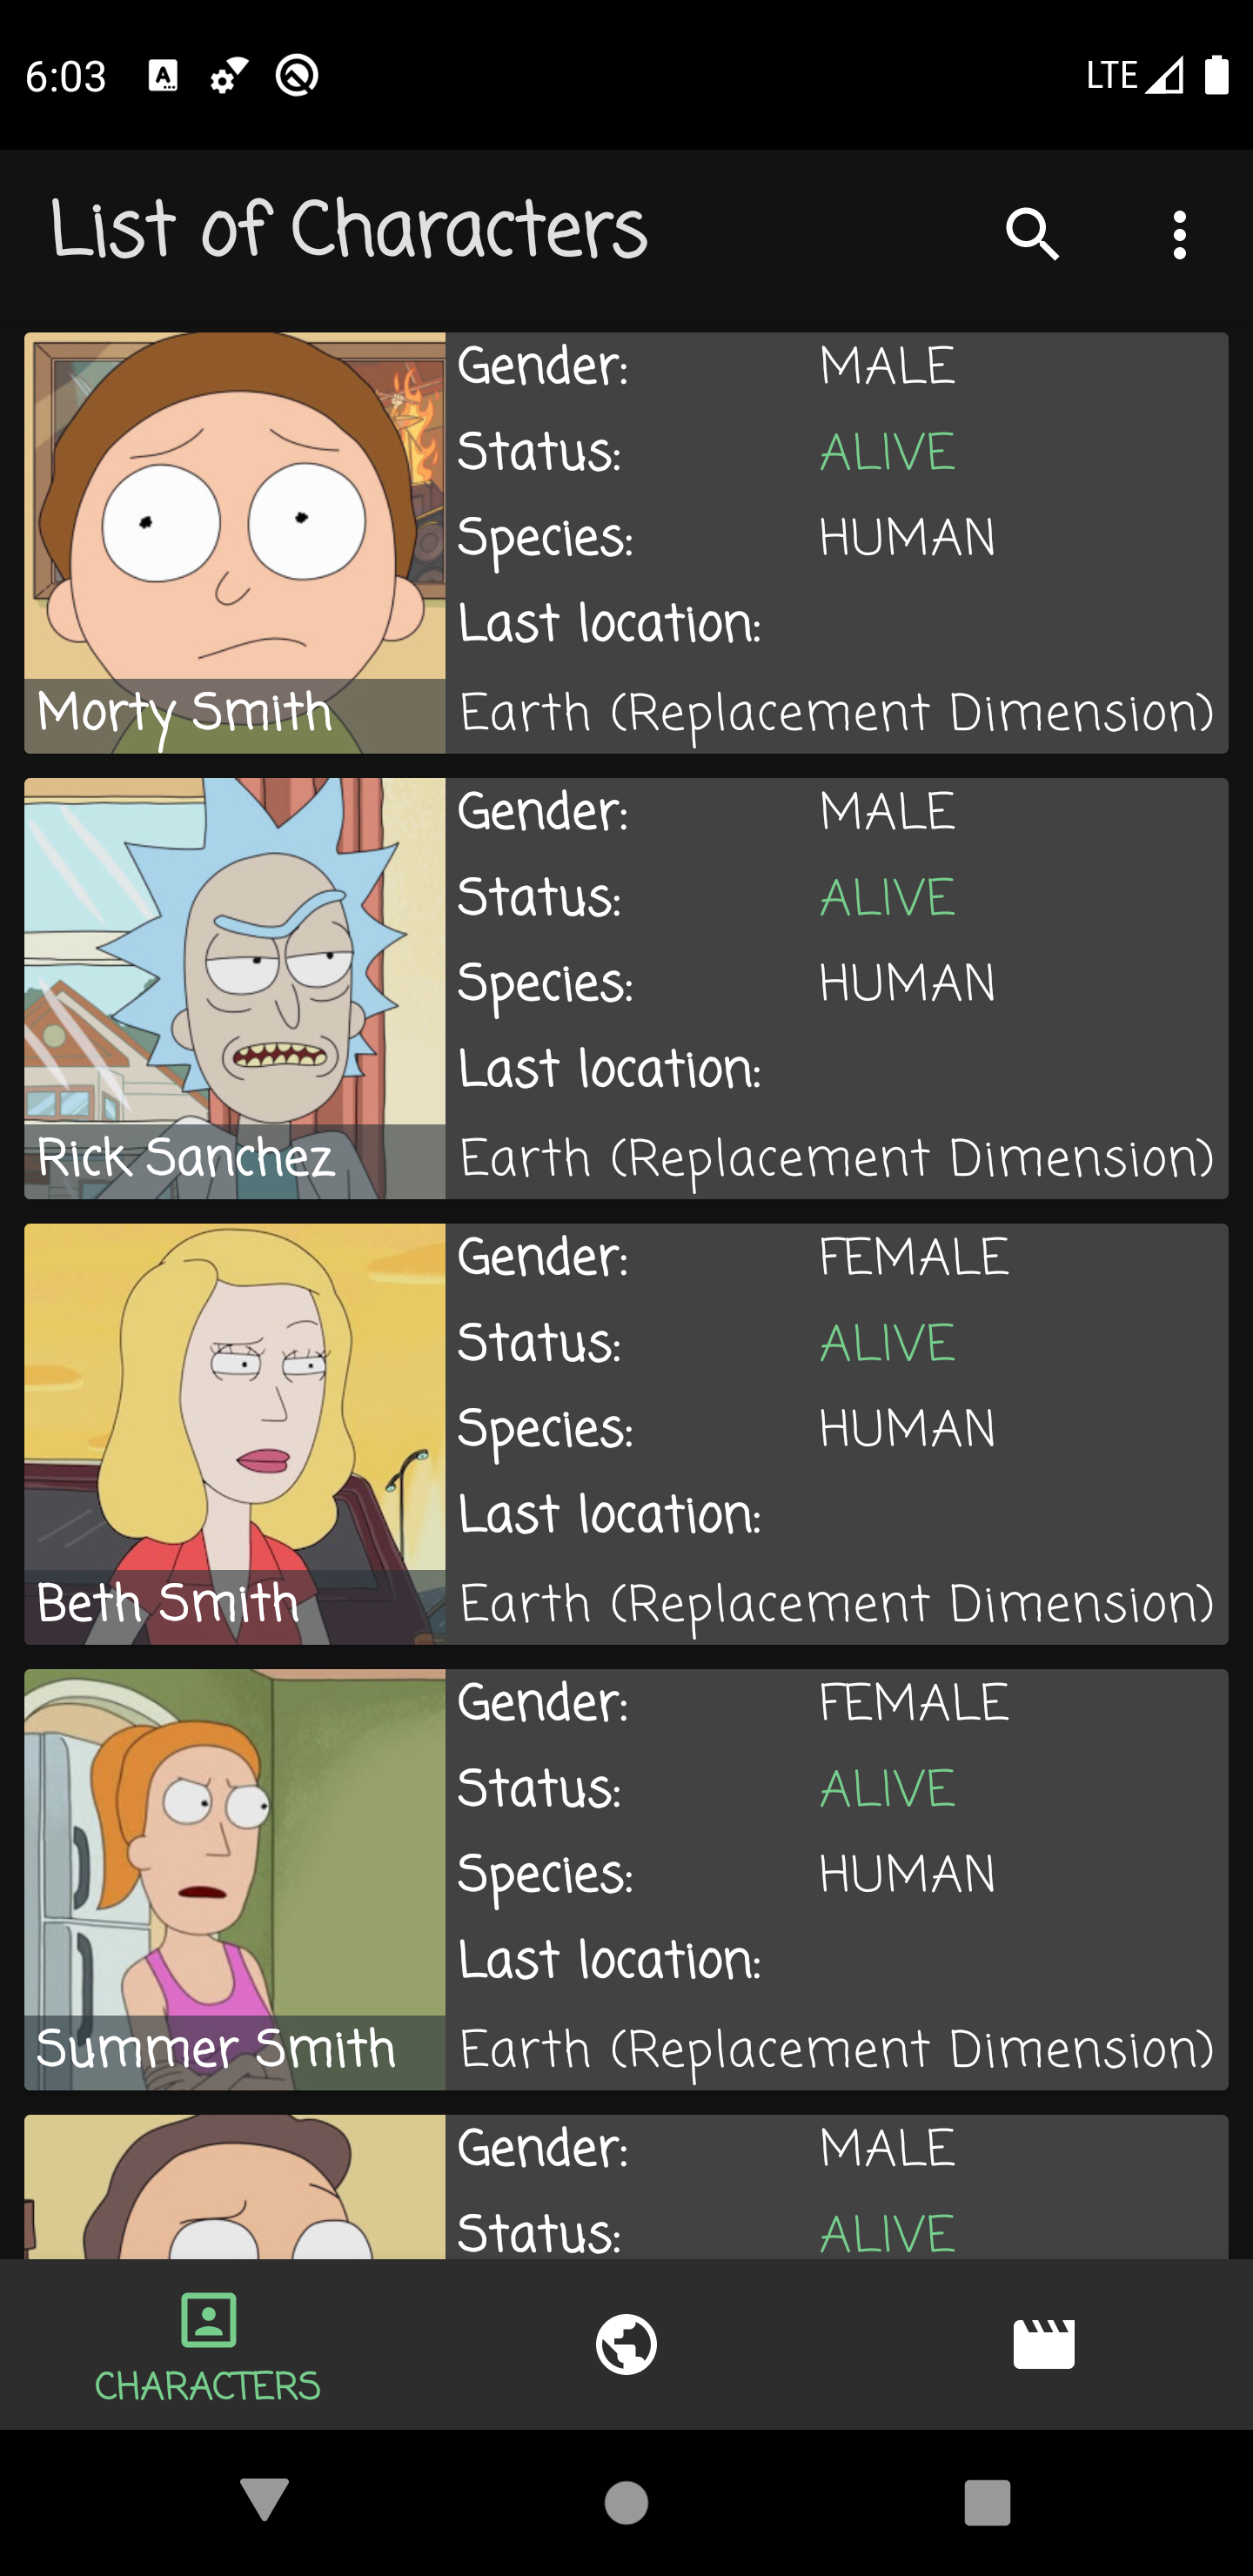 6:03 LTE
List of Characters
Gender: MALE
Status: ALIVE
Species: HUMAN
Last location:
Morty Smith Earth (Replacement Dimension)
Gender: MALE
Status: ALIVE
Species: HUMAN
Last location:
Rick Sanchez Earth (Replacement Dimension)
Gender: FEMALE
Status: ALIVE
Species: HUMAN
Last location:
Beth Smith Earth (Replacement Dimension)
Gender: FEMALE
Status: ALIVE
Species: HUMAN
Last location:
Summer Smith Earth (Replacement Dimension)
Gender: MALE
Status: ALIVE
CHARACTERS